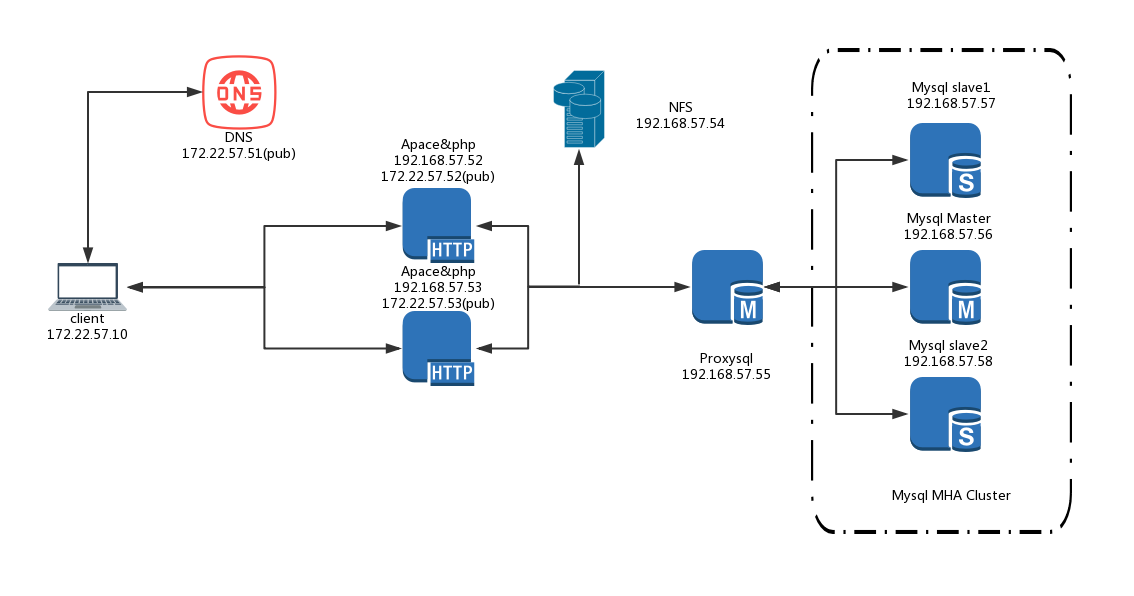 DNS
DNS
172.22.57.51(pub)
client
172.22.57.10
Apace&php
192.168.57.52
172.22.57.52(pub)
HTTP
Apace&php
192.168.57.53
172.22.57.53(pub)
HTTP
NFS
192.168.57.54
M
Proxysql
192.168.57.55
Mysql slave1
192.168.57.57
S
Mysql Master
192.168.57.56
M
Mysql slave2
192.168.57.58
S
Mysql MHA Cluster